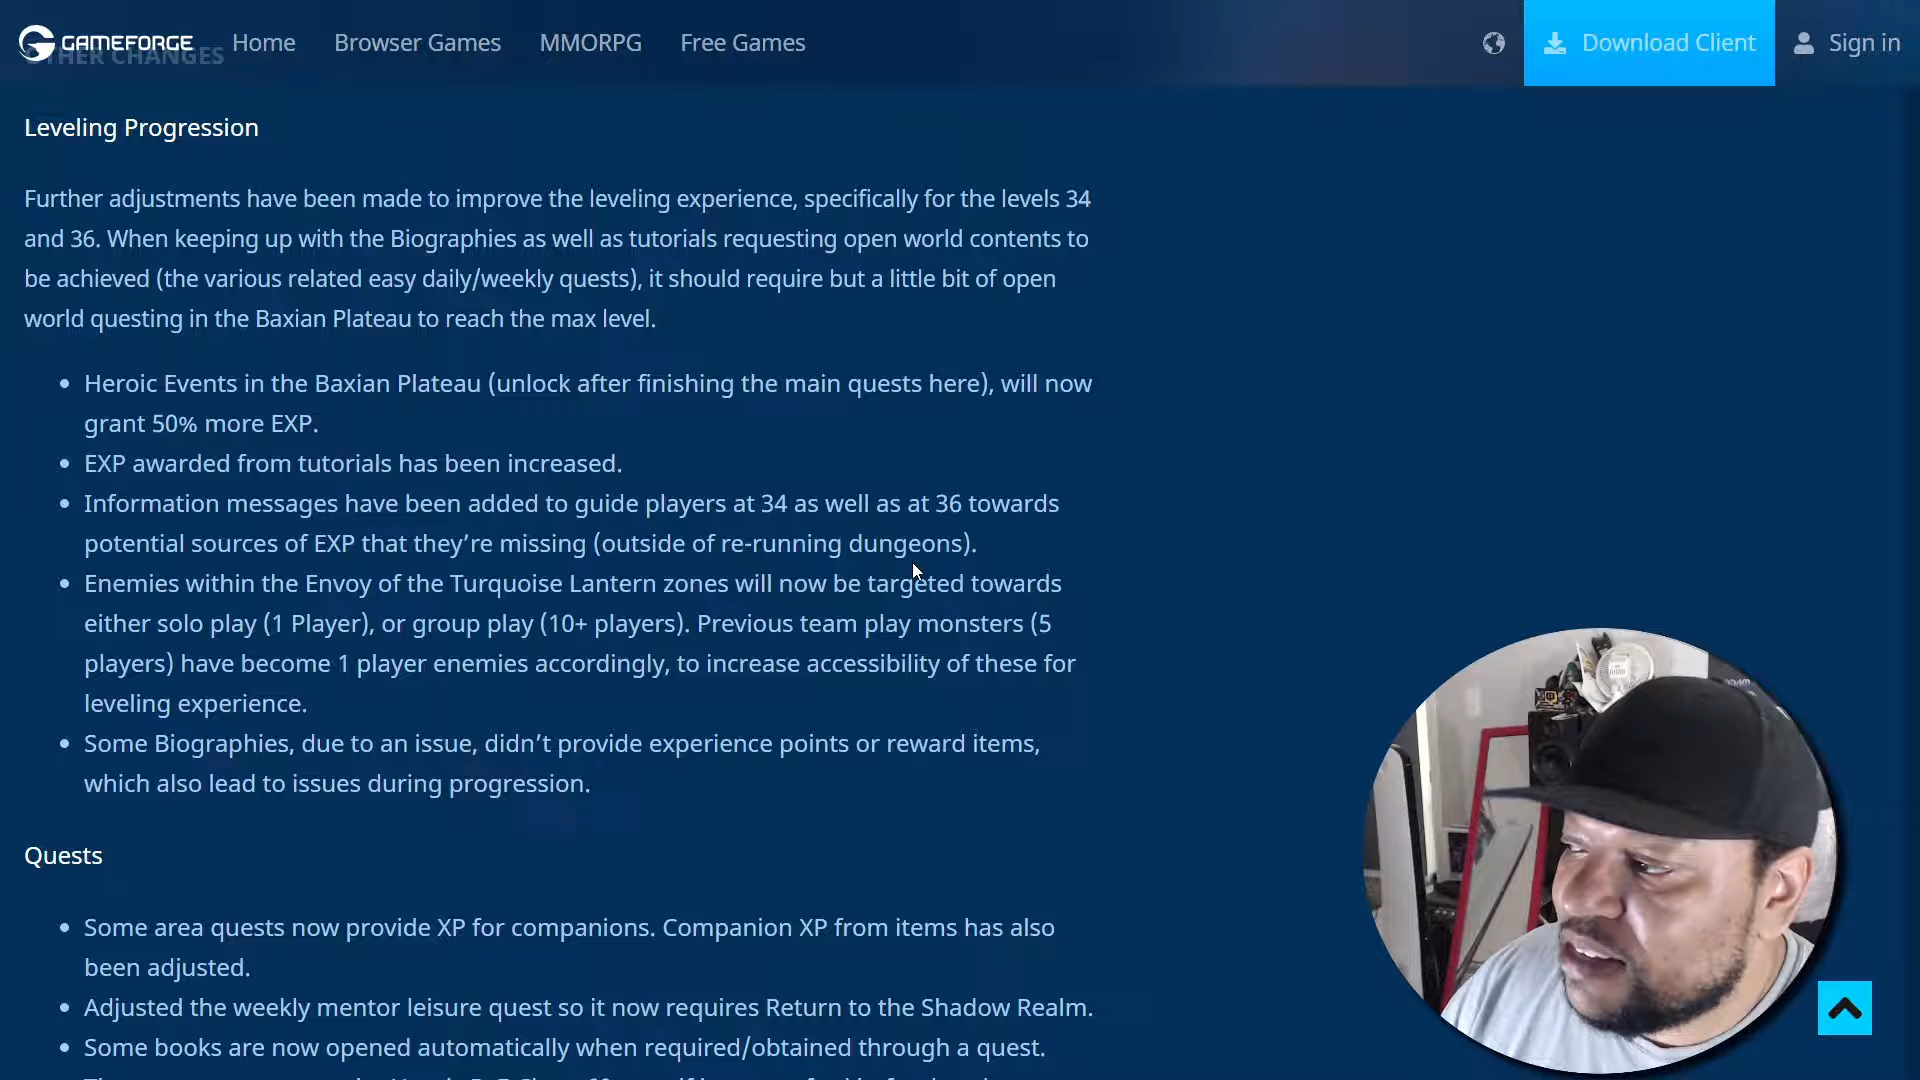 GAMEFORGE Home Browser Games MMORPG Free Games Download Client Sign in
OTHER CHANGES
Leveling Progression
Further adjustments have been made to improve the leveling experience, specifically for the levels 34
and 36. When keeping up with the Biographies as well as tutorials requesting open world contents to
be achieved (the various related easy daily/weekly quests), it should require but a little bit of open
world questing in the Baxian Plateau to reach the max level.
• Heroic Events in the Baxian Plateau (unlock after finishing the main quests here), will now
grant 50% more EXP.
• EXP awarded from tutorials has been increased.
• Information messages have been added to guide players at 34 as well as at 36 towards
potential sources of EXP that they’re missing (outside of re-running dungeons).
• Enemies within the Envoy of the Turquoise Lantern zones will now be targeted towards
either solo play (1 Player), or group play (10+ players). Previous team play monsters (5
players) have become 1 player enemies accordingly, to increase accessibility of these for
leveling experience.
• Some Biographies, due to an issue, didn’t provide experience points or reward items,
which also lead to issues during progression.
Quests
• Some area quests now provide XP for companions. Companion XP from items has also
been adjusted.
• Adjusted the weekly mentor leisure quest so it now requires Return to the Shadow Realm.
• Some books are now opened automatically when required/obtained through a quest.